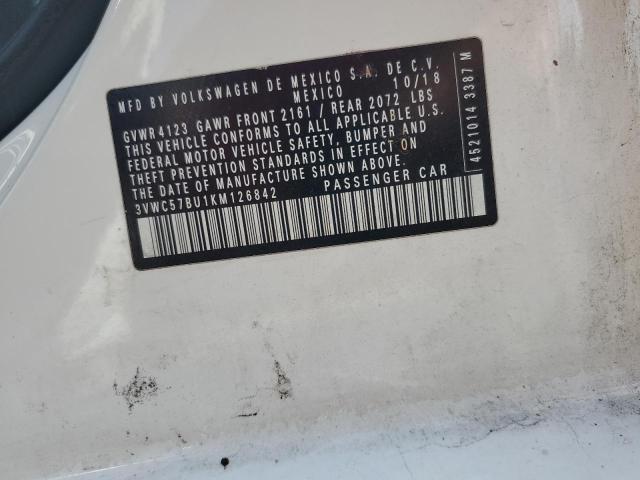 MFD BY VOLKSWAGEN DE MEXICO S.A. DE C.V.
MEXICO 10/18
GVWR4123 GAWR FRONT 2161 / REAR 2072 LBS
THIS VEHICLE CONFORMS TO ALL APPLICABLE U.S.
FEDERAL MOTOR VEHICLE SAFETY, BUMPER AND
THEFT PREVENTION STANDARDS IN EFFECT ON
THE DATE OF MANUFACTURE SHOWN ABOVE.
3VWC57BU1KM126842 PASSENGER CAR
4521014 3387 M